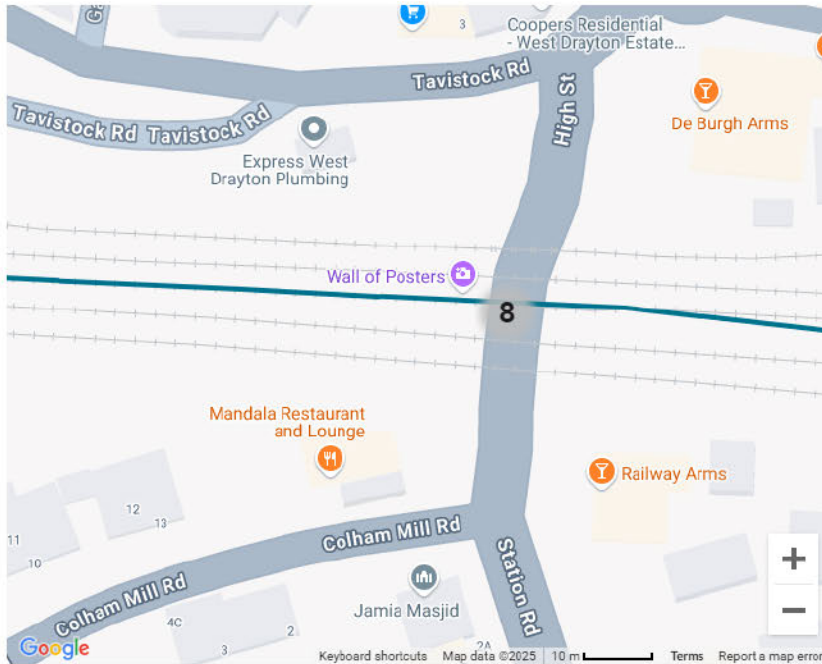 Ga
3
Coopers Residential
- West Drayton Estate...
Tavistock Rd
Tavistock Rd
Tavistock Rd
High St
De Burgh Arms
Express West
Drayton Plumbing
Wall of Posters
8
Mandala Restaurant
and Lounge
Railway Arms
12
13
11
10
Colham Mill Rd
Station Rd
Jamia Masjid
Colham Mill Rd
4C
3
2
2A
+
−
Google
Keyboard shortcuts
Map data ©2025
10 m
Terms
Report a map error